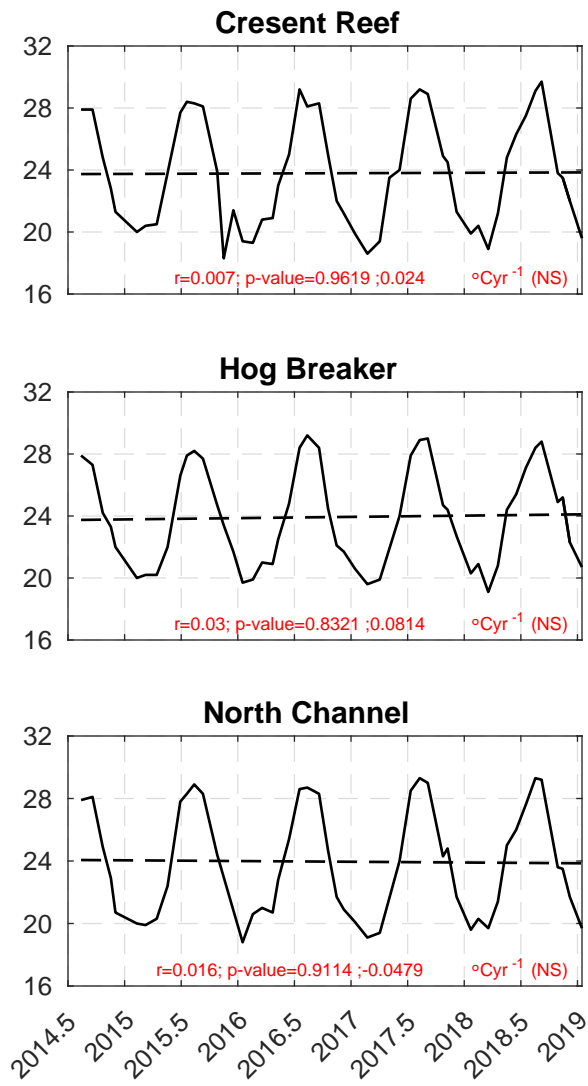 Cresent Reef
32
28
24
20
16
r=0.007; p-value=0.9619 ;0.024 °Cyr⁻¹ (NS)
Hog Breaker
32
28
24
20
16
r=0.03; p-value=0.8321 ;0.0814 °Cyr⁻¹ (NS)
North Channel
32
28
24
20
16
r=0.016; p-value=0.9114 ;-0.0479 °Cyr⁻¹ (NS)
2014.5 2015 2015.5 2016 2016.5 2017 2017.5 2018 2018.5 2019